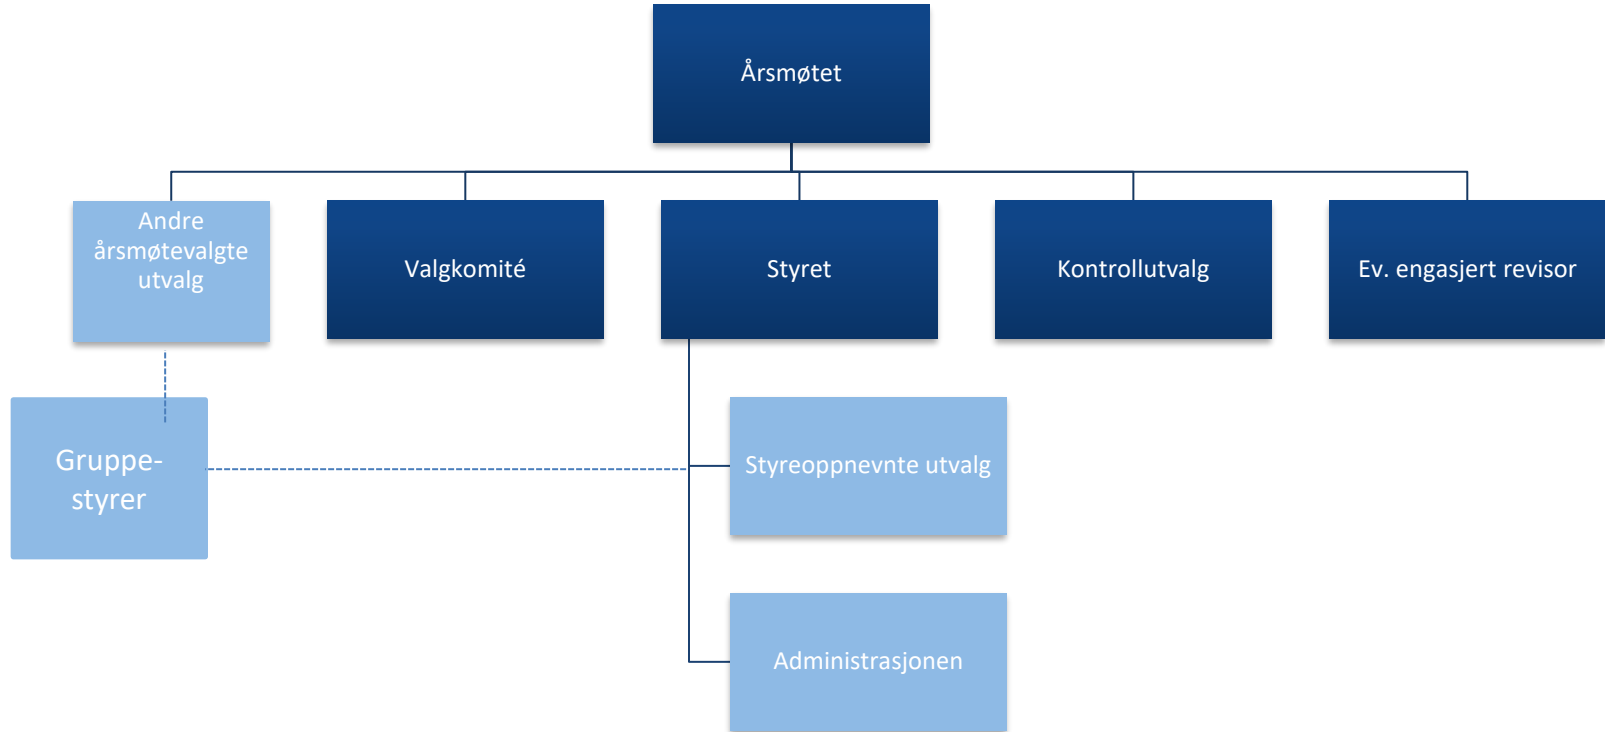 Årsmøtet
Andre
årsmøtevalgte
utvalg
Valgkomité
Styret
Kontrollutvalg
Ev. engasjert revisor
Gruppe-
styrer
Styreoppnevnte utvalg
Administrasjonen